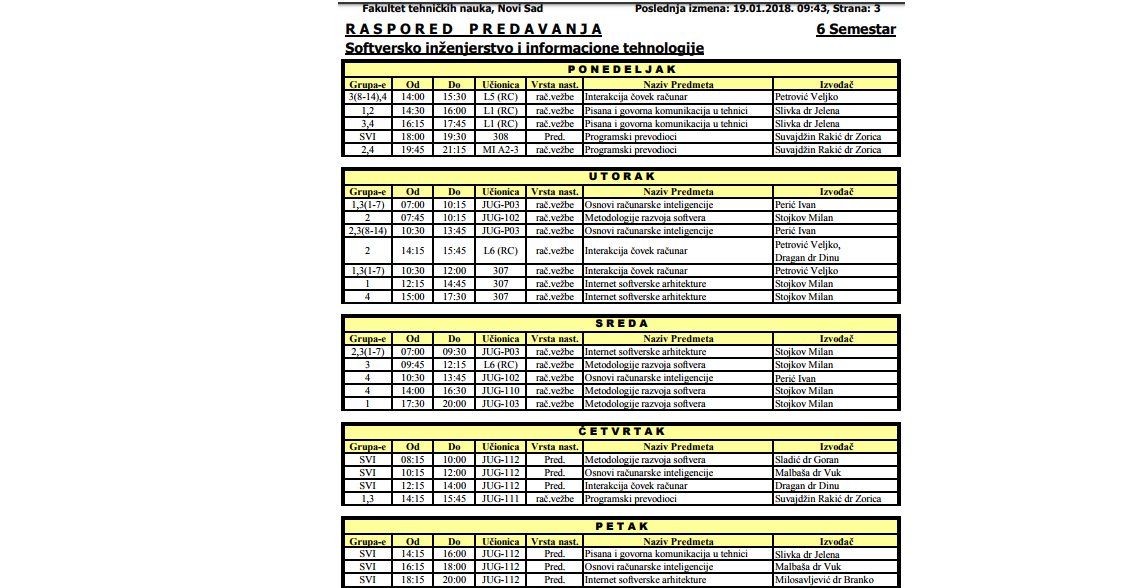 Fakultet tehničkih nauka, Novi Sad Poslednja izmena: 19.01.2018. 09:43, Strana: 3
RASPORED PREDAVANJA 6 Semestar
Softversko inženjerstvo i informacione tehnologije
PONEDELJAK
Grupa-e Od Do Učionica Vrsta nast. Naziv Predmeta Izvođač
3(8-14),4 14:00 15:30 L5 (RC) rač.vežbe Interakcija čovek računar Petrović Veljko
1,2 14:30 16:00 L1 (RC) rač.vežbe Pisana i govorna komunikacija u tehnici Slivka dr Jelena
3,4 16:15 17:45 L1 (RC) rač.vežbe Pisana i govorna komunikacija u tehnici Slivka dr Jelena
SVI 18:00 19:30 308 Pred. Programski prevodioci Suvajdžin Rakić dr Zorica
2,4 19:45 21:15 MI A2-3 rač.vežbe Programski prevodioci Suvajdžin Rakić dr Zorica
UTORAK
Grupa-e Od Do Učionica Vrsta nast. Naziv Predmeta Izvođač
1,3(1-7) 07:00 10:15 JUG-P03 rač.vežbe Osnovi računarske inteligencije Perić Ivan
2 07:45 10:15 JUG-102 rač.vežbe Metodologije razvoja softvera Stojkov Milan
2,3(8-14) 10:30 13:45 JUG-P03 rač.vežbe Osnovi računarske inteligencije Perić Ivan
2 14:15 15:45 L6 (RC) rač.vežbe Interakcija čovek računar Petrović Veljko,
Dragan dr Dinu
1,3(1-7) 10:30 12:00 307 rač.vežbe Interakcija čovek računar Petrović Veljko
1 12:15 14:45 307 rač.vežbe Internet softverske arhitekture Stojkov Milan
4 15:00 17:30 307 rač.vežbe Internet softverske arhitekture Stojkov Milan
SREDA
Grupa-e Od Do Učionica Vrsta nast. Naziv Predmeta Izvođač
2,3(1-7) 07:00 09:30 JUG-P03 rač.vežbe Internet softverske arhitekture Stojkov Milan
3 09:45 12:15 L6 (RC) rač.vežbe Metodologije razvoja softvera Stojkov Milan
4 10:30 13:45 JUG-102 rač.vežbe Osnovi računarske inteligencije Perić Ivan
4 14:00 16:30 JUG-110 rač.vežbe Metodologije razvoja softvera Stojkov Milan
1 17:30 20:00 JUG-103 rač.vežbe Metodologije razvoja softvera Stojkov Milan
ČETVRTAK
Grupa-e Od Do Učionica Vrsta nast. Naziv Predmeta Izvođač
SVI 08:15 10:00 JUG-112 Pred. Metodologije razvoja softvera Sladić dr Goran
SVI 10:15 12:00 JUG-112 Pred. Osnovi računarske inteligencije Malbaša dr Vuk
SVI 12:15 14:00 JUG-112 Pred. Interakcija čovek računar Dragan dr Dinu
1,3 14:15 15:45 JUG-111 rač.vežbe Programski prevodioci Suvajdžin Rakić dr Zorica
PETAK
Grupa-e Od Do Učionica Vrsta nast. Naziv Predmeta Izvođač
SVI 14:15 16:00 JUG-112 Pred. Pisana i govorna komunikacija u tehnici Slivka dr Jelena
SVI 16:15 18:00 JUG-112 Pred. Osnovi računarske inteligencije Malbaša dr Vuk
SVI 18:15 20:00 JUG-112 Pred. Internet softverske arhitekture Milosavljević dr Branko